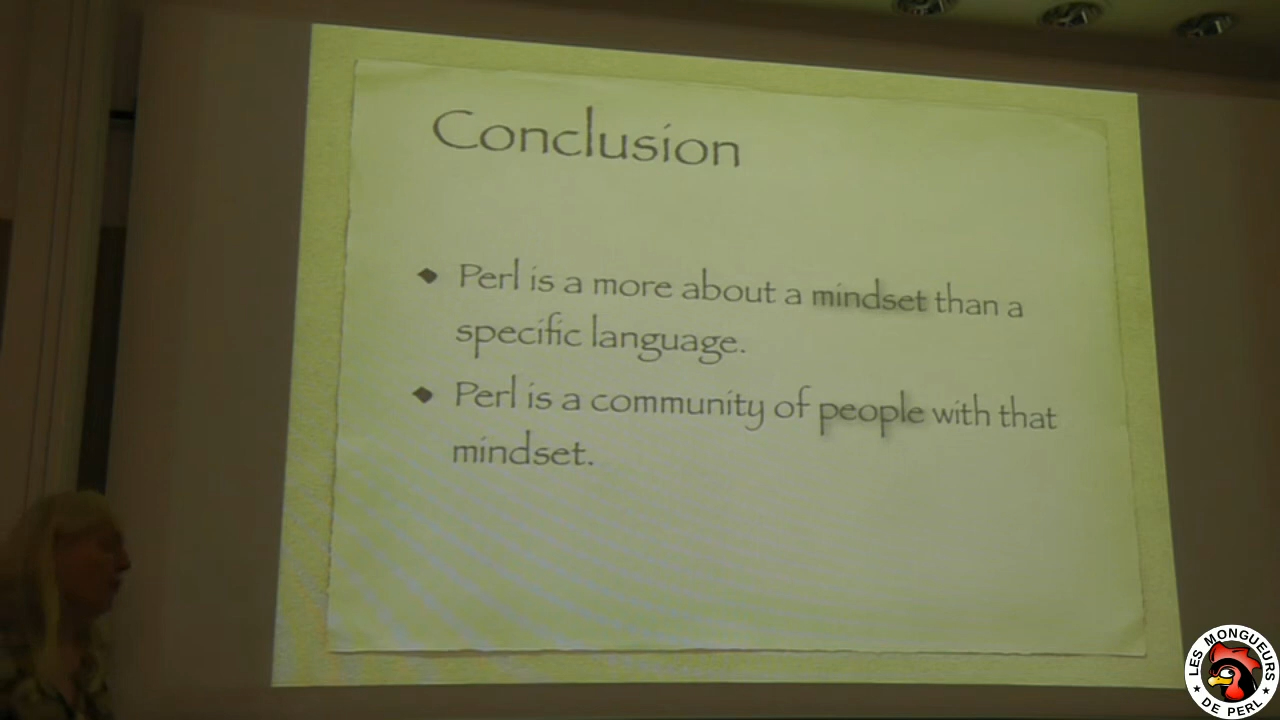 Conclusion
Perl is a more about a mindset than a
specific language.
Perl is a community of people with that
mindset.
LES MONGUEURS
DE PERL